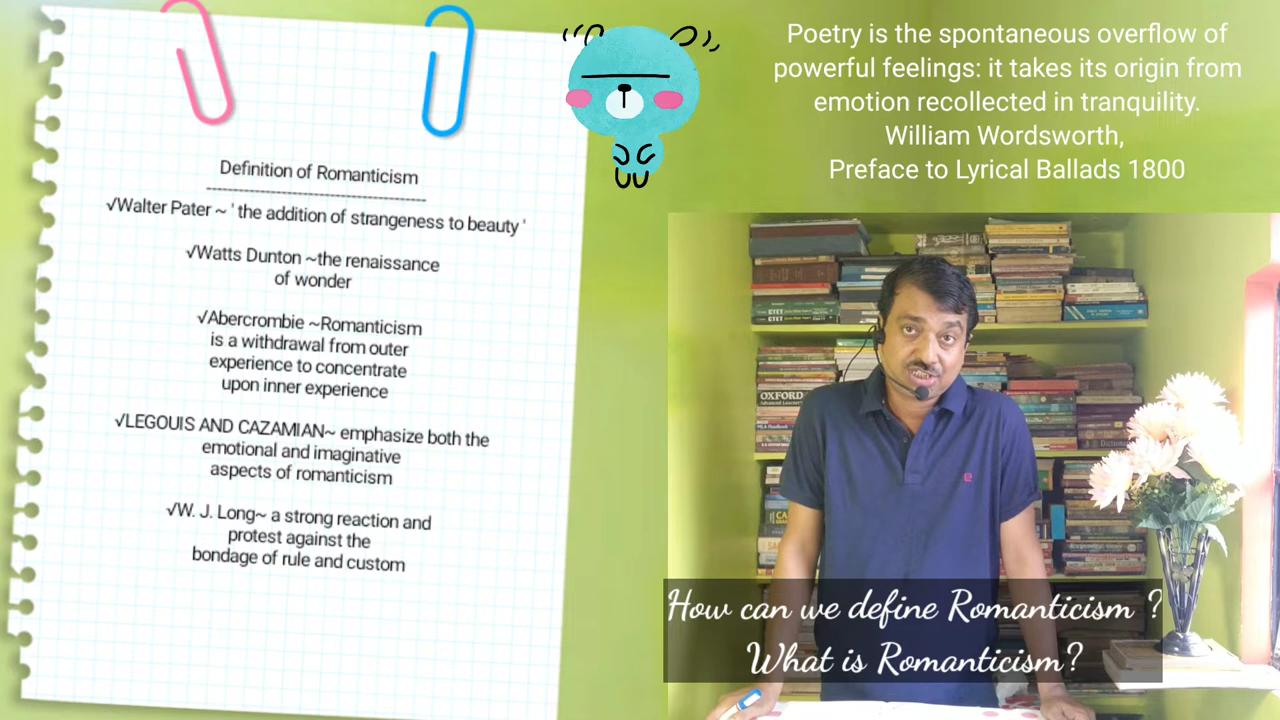 Definition of Romanticism
----------------------------------------
√Walter Pater ~ ' the addition of strangeness to beauty '
√Watts Dunton ~the renaissance
of wonder
√Abercrombie ~Romanticism
is a withdrawal from outer
experience to concentrate
upon inner experience
√LEGOUIS AND CAZAMIAN~ emphasize both the
emotional and imaginative
aspects of romanticism
√W. J. Long~ a strong reaction and
protest against the
bondage of rule and custom
Poetry is the spontaneous overflow of
powerful feelings: it takes its origin from
emotion recollected in tranquility.
William Wordsworth,
Preface to Lyrical Ballads 1800
CTET
CTET
OXFORD
How can we define Romanticism ?
What is Romanticism?